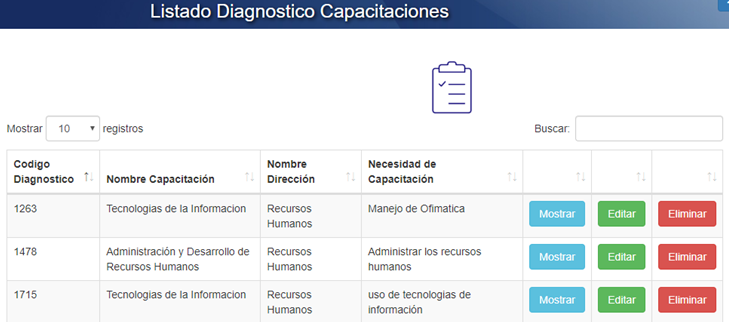 Listado Diagnostico Capacitaciones
Mostrar 10 registros Buscar:
Codigo Diagnostico Nombre Capacitación Nombre Dirección Necesidad de Capacitación
1263 Tecnologias de la Informacion Recursos Humanos Manejo de Ofimatica Mostrar Editar Eliminar
1478 Administración y Desarrollo de Recursos Humanos Recursos Humanos Administrar los recursos humanos Mostrar Editar Eliminar
1715 Tecnologias de la Informacion Recursos Humanos uso de tecnologias de información Mostrar Editar Eliminar